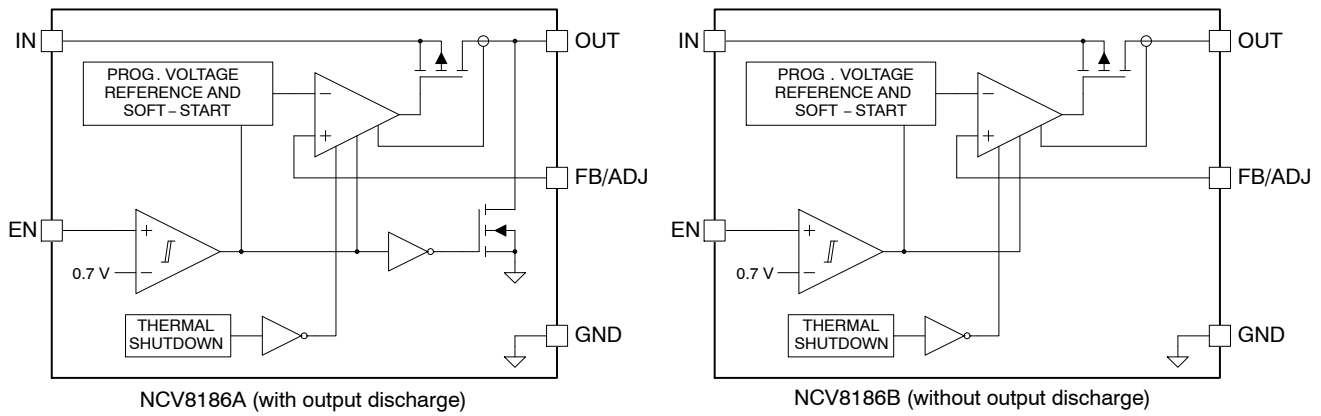 IN
OUT
PROG . VOLTAGE
REFERENCE AND
SOFT – START
−
+
FB/ADJ
EN
+
0.7 V
−
THERMAL
SHUTDOWN
GND
NCV8186A (with output discharge)
IN
OUT
PROG . VOLTAGE
REFERENCE AND
SOFT – START
−
+
FB/ADJ
EN
+
0.7 V
−
THERMAL
SHUTDOWN
GND
NCV8186B (without output discharge)